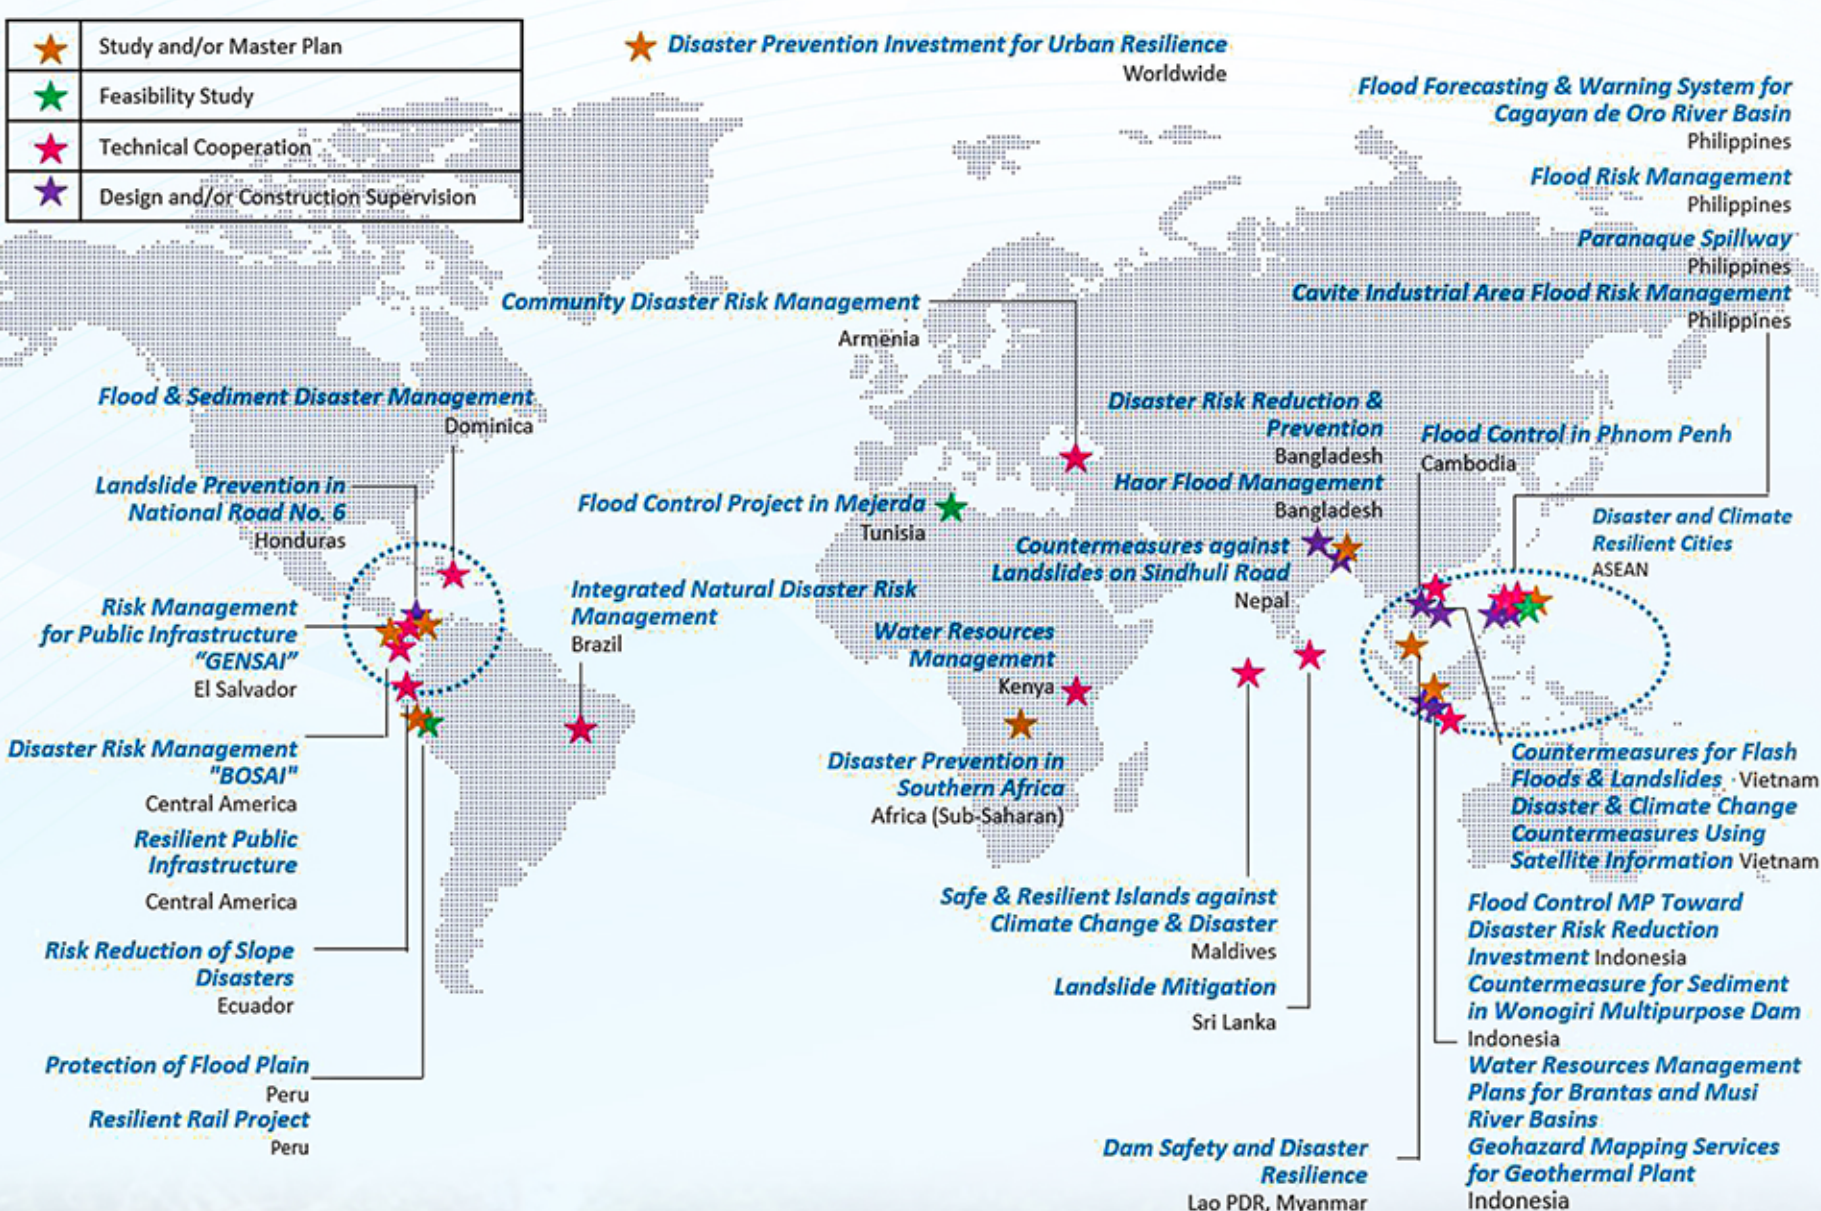 Study and/or Master Plan
Feasibility Study
Technical Cooperation
Design and/or Construction Supervision
Disaster Prevention Investment for Urban Resilience
Worldwide
Flood Forecasting & Warning System for
Cagayan de Oro River Basin
Philippines
Flood Risk Management
Philippines
Paranaque Spillway
Philippines
Cavite Industrial Area Flood Risk Management
Philippines
Community Disaster Risk Management
Armenia
Flood & Sediment Disaster Management
Dominica
Landslide Prevention in
National Road No. 6
Honduras
Risk Management
for Public Infrastructure
“GENSAI”
El Salvador
Disaster Risk Management
"BOSAI"
Central America
Resilient Public
Infrastructure
Central America
Risk Reduction of Slope
Disasters
Ecuador
Protection of Flood Plain
Peru
Resilient Rail Project
Peru
Integrated Natural Disaster Risk
Management
Brazil
Flood Control Project in Mejerda
Tunisia
Water Resources
Management
Kenya
Disaster Prevention in
Southern Africa
Africa (Sub-Saharan)
Disaster Risk Reduction &
Prevention
Bangladesh
Haor Flood Management
Bangladesh
Countermeasures against
Landslides on Sindhuli Road
Nepal
Flood Control in Phnom Penh
Cambodia
Disaster and Climate
Resilient Cities
ASEAN
Safe & Resilient Islands against
Climate Change & Disaster
Maldives
Landslide Mitigation
Sri Lanka
Dam Safety and Disaster
Resilience
Lao PDR, Myanmar
Countermeasures for Flash
Floods & Landslides · Vietnam
Disaster & Climate Change
Countermeasures Using
Satellite Information Vietnam
Flood Control MP Toward
Disaster Risk Reduction
Investment Indonesia
Countermeasure for Sediment
in Wonogiri Multipurpose Dam
Indonesia
Water Resources Management
Plans for Brantas and Musi
River Basins
Geohazard Mapping Services
for Geothermal Plant
Indonesia